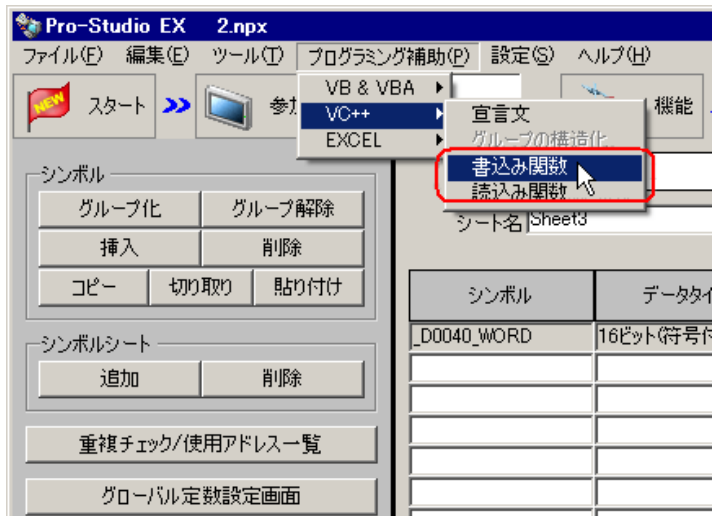 Pro-Studio EX 2.npx
ファイル(F) 編集(E) ツール(T) プログラミング補助(P) 設定(S) ヘルプ(H)
NEW スタート 機能
VB & VBA
VC++
EXCEL
宣言文
グループの構造化
書込み関数
読込み関数
シンボル
グループ化 グループ解除
挿入 削除
コピー 切り取り 貼り付け
シンボルシート
追加 削除
重複チェック/使用アドレス一覧
グローバル定数設定画面
シート名 Sheet3
シンボル データタイ
_D0040_WORD 16ビット(符号付